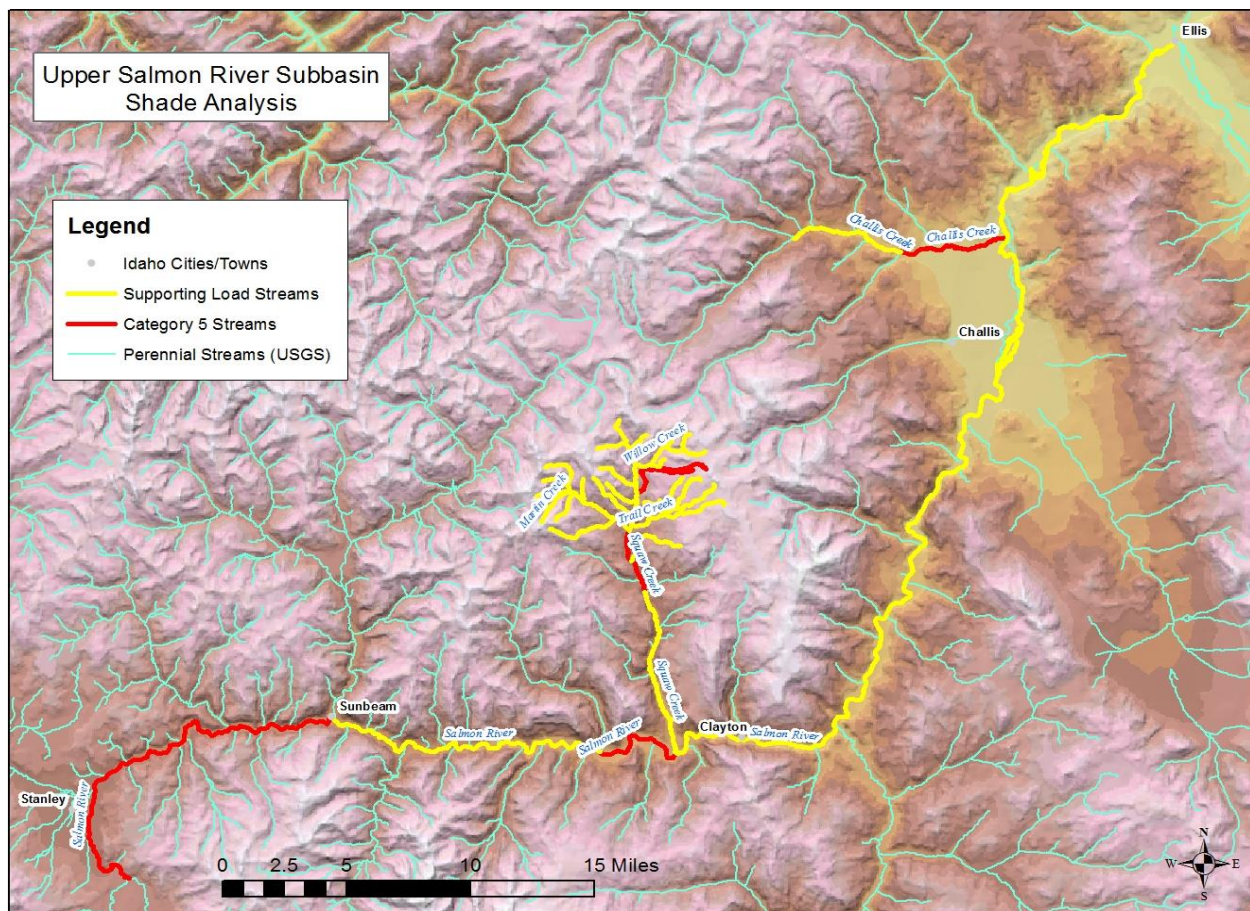 Upper Salmon River Subbasin
Shade Analysis
Ellis
Legend
Idaho Cities/Towns
Supporting Load Streams
Category 5 Streams
Perennial Streams (USGS)
Challis Creek
Challis Creek
Challis
Willow Creek
Martin Creek
Trail Creek
Squaw Creek
Squaw Creek
Sunbeam
Salmon River
Salmon River
Clayton
Salmon River
Stanley
Salmon River
0 2.5 5 10 15 Miles
N
W E
S